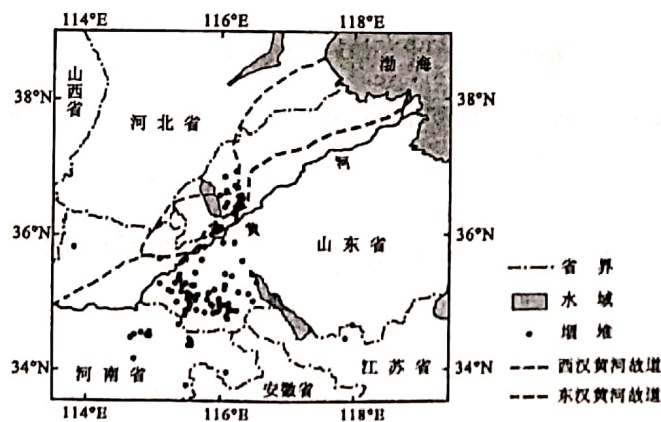 114°E 116°E 118°E
渤海
山西省
38°N 38°N
河北省
河
黄
36°N 36°N
山东省
省界
水域
堌堆
34°N 34°N
河南省
江苏省
安徽省
西汉黄河故道
东汉黄河故道
114°E 116°E 118°E